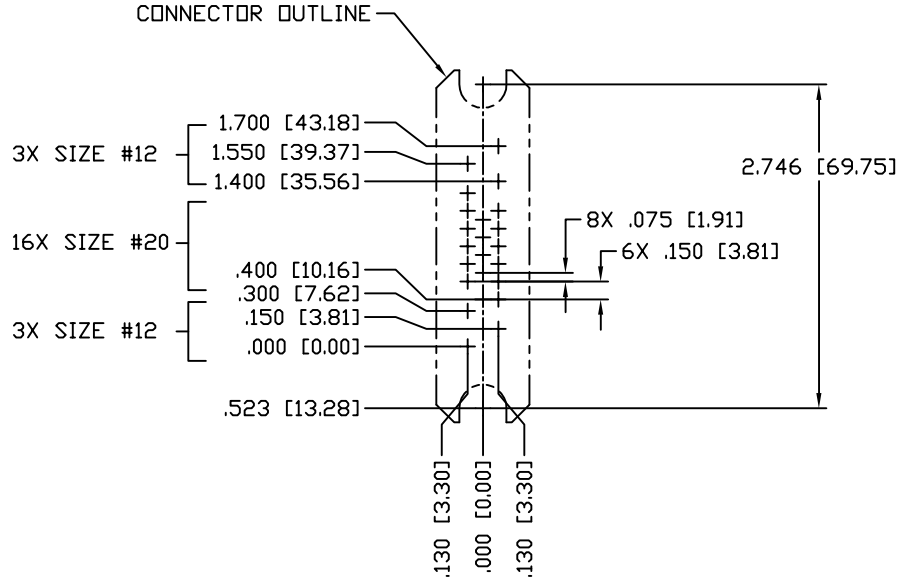 CONNECTOR OUTLINE
1.700 [43.18]
3X SIZE #12
1.550 [39.37]
1.400 [35.56]
2.746 [69.75]
8X .075 [1.91]
16X SIZE #20
6X .150 [3.81]
.400 [10.16]
.300 [7.62]
.150 [3.81]
3X SIZE #12
.000 [0.00]
.523 [13.28]
.130 [3.30]
.000 [0.00]
.130 [3.30]